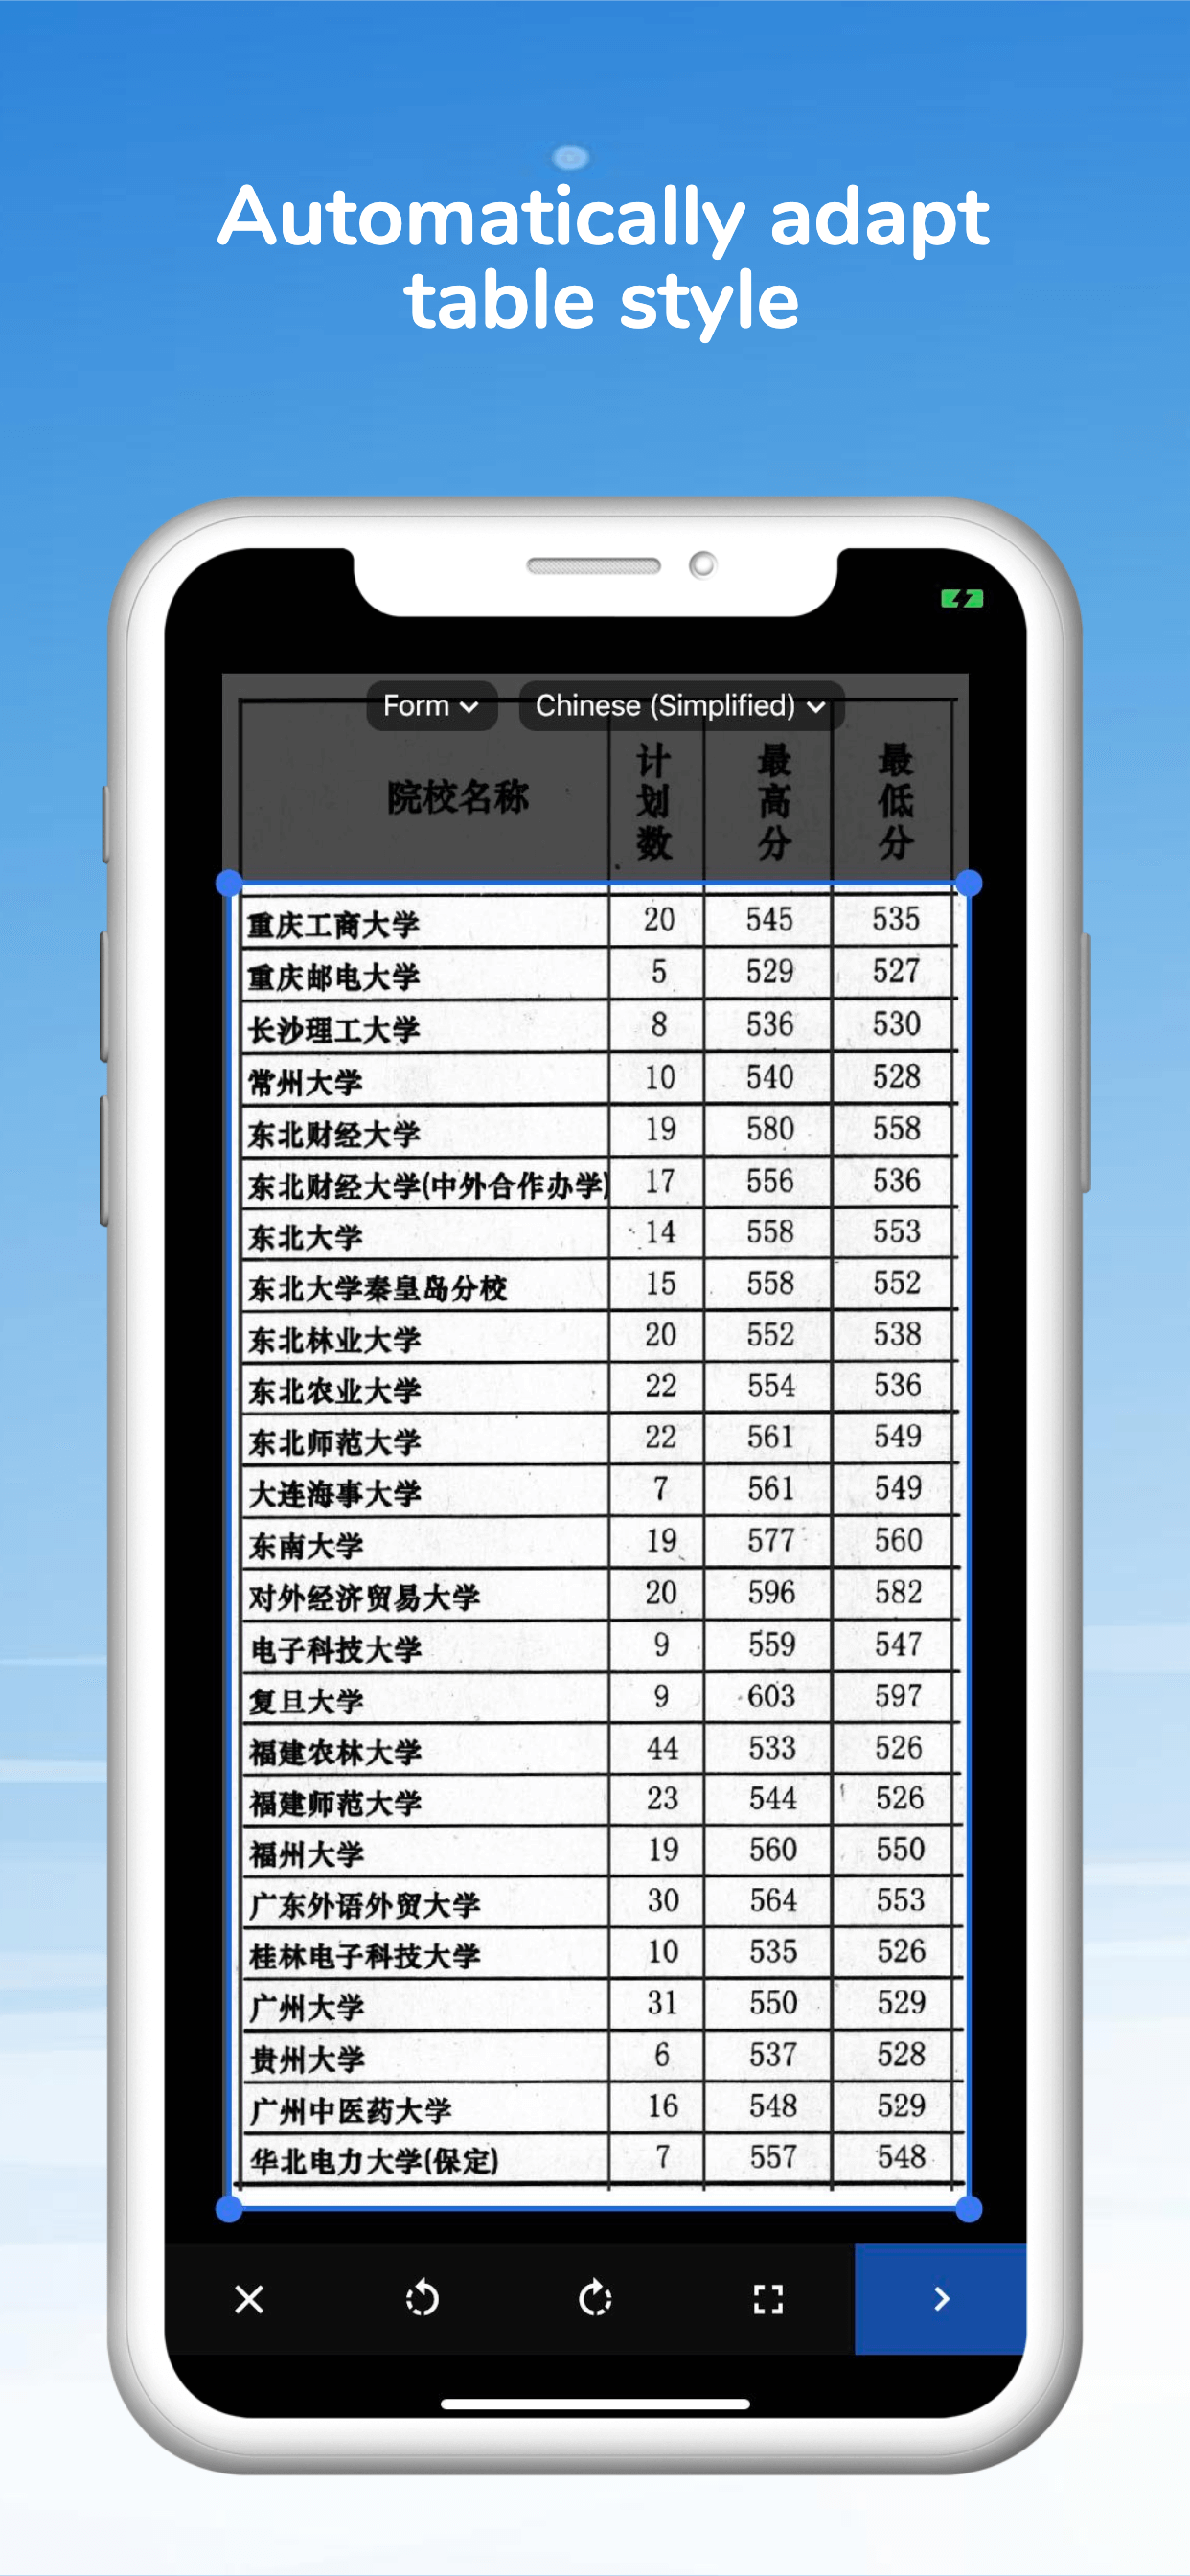 Automatically adapt
table style
Form Chinese (Simplified)
院校名称 计划数 最高分 最低分
重庆工商大学 20 545 535
重庆邮电大学 5 529 527
长沙理工大学 8 536 530
常州大学 10 540 528
东北财经大学 19 580 558
东北财经大学(中外合作办学) 17 556 536
东北大学 14 558 553
东北大学秦皇岛分校 15 558 552
东北林业大学 20 552 538
东北农业大学 22 554 536
东北师范大学 22 561 549
大连海事大学 7 561 549
东南大学 19 577 560
对外经济贸易大学 20 596 582
电子科技大学 9 559 547
复旦大学 9 603 597
福建农林大学 44 533 526
福建师范大学 23 544 526
福州大学 19 560 550
广东外语外贸大学 30 564 553
桂林电子科技大学 10 535 526
广州大学 31 550 529
贵州大学 6 537 528
广州中医药大学 16 548 529
华北电力大学(保定) 7 557 548